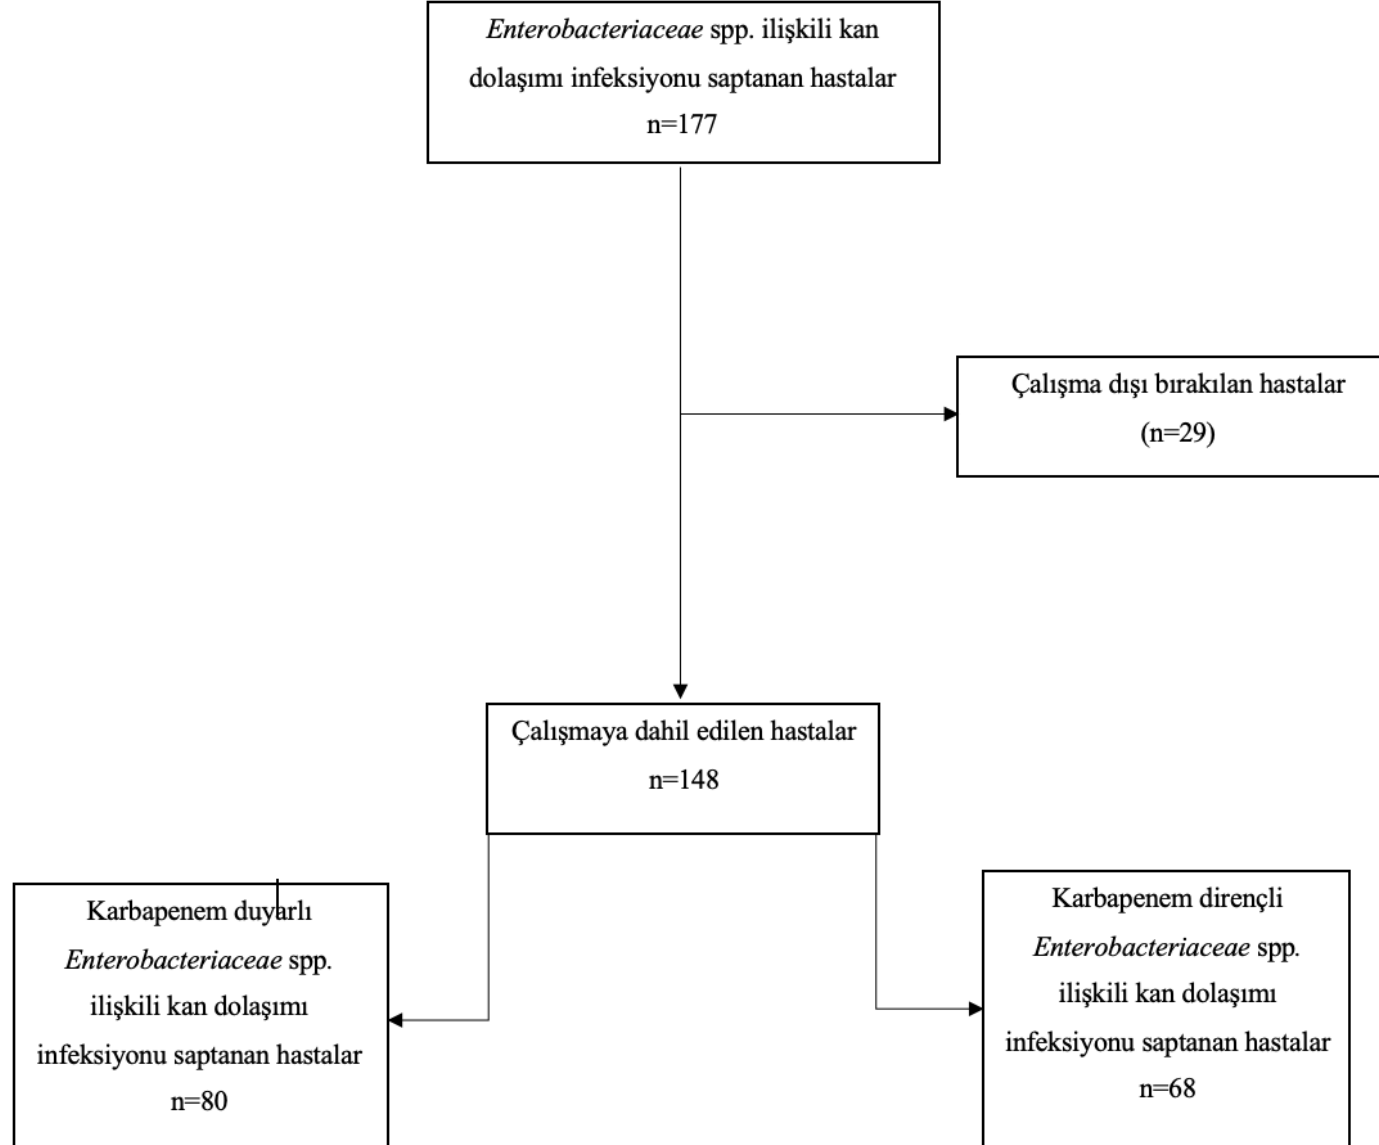 Enterobacteriaceae spp. ilişkili kan
dolaşımı infeksiyonu saptanan hastalar
n=177
Çalışma dışı bırakılan hastalar
(n=29)
Çalışmaya dahil edilen hastalar
n=148
Karbapenem duyarlı
Enterobacteriaceae spp.
ilişkili kan dolaşımı
infeksiyonu saptanan hastalar
n=80
Karbapenem dirençli
Enterobacteriaceae spp.
ilişkili kan dolaşımı
infeksiyonu saptanan hastalar
n=68